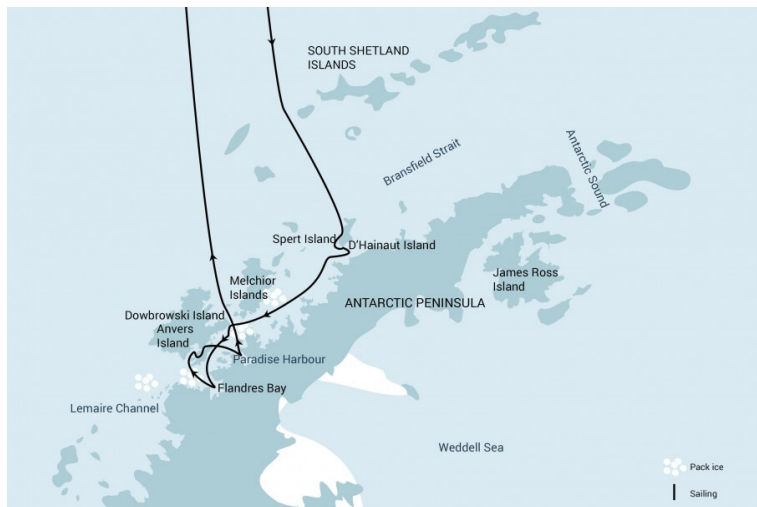 SOUTH SHETLAND
ISLANDS
Bransfield Strait
Antarctic Sound
Spert Island
D'Hainaut Island
James Ross
Island
Melchior
Islands
ANTARCTIC PENINSULA
Dowbrowski Island
Anvers
Island
Paradise Harbour
Flandres Bay
Lemaire Channel
Weddell Sea
Pack ice
Sailing